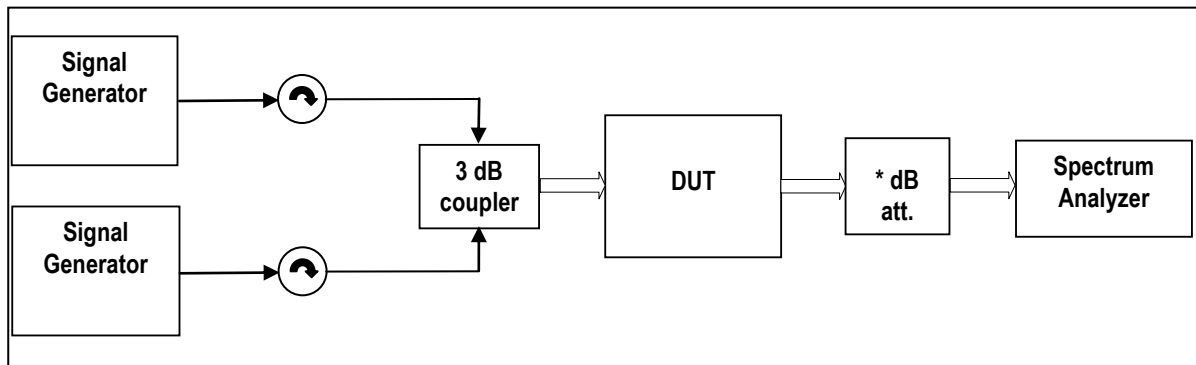 Signal
Generator
3 dB
coupler
DUT
* dB
att.
Spectrum
Analyzer
Signal
Generator